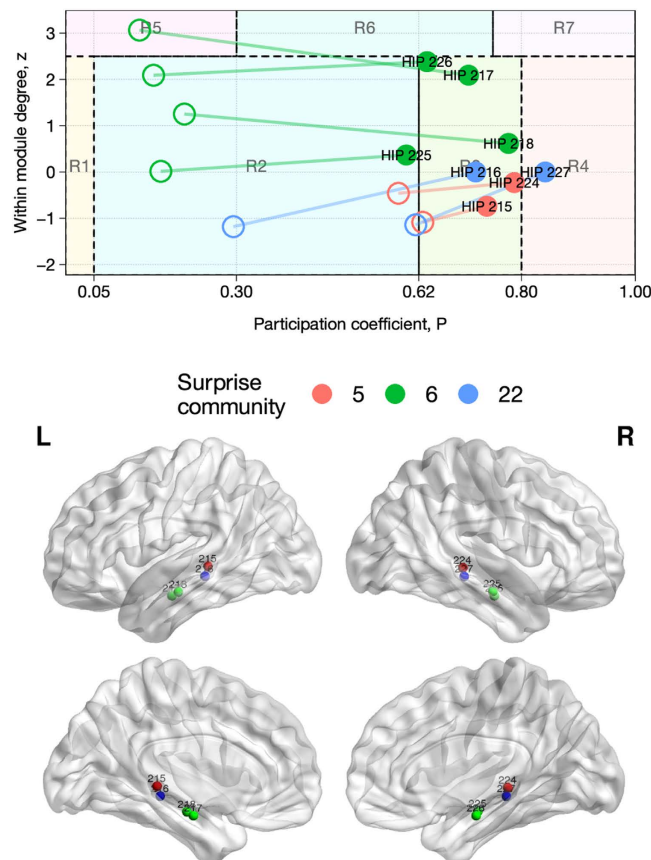 3
2
1
0
−1
−2
Within module degree, z
R5
R6
R7
R1
R2
R4
HIP 226
HIP 217
HIP 218
HIP 225
HIP 216
HIP 227
HIP 224
HIP 215
0.05
0.30
0.62
0.80
1.00
Participation coefficient, P
Surprise
community
5
6
22
L
R
215
218
224
225
215
218
224
225